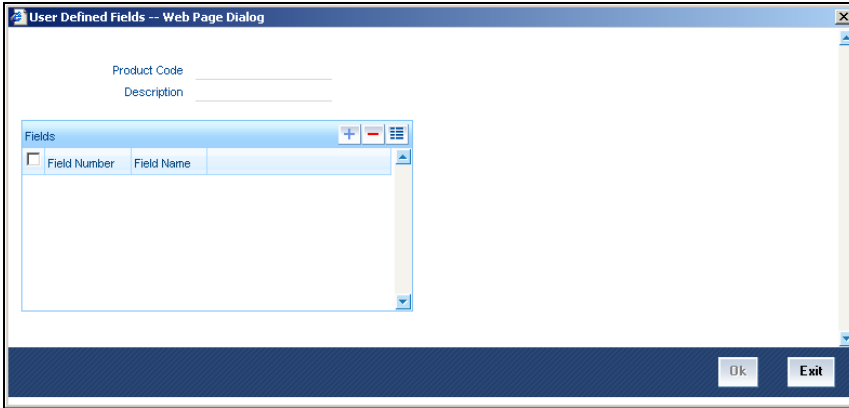 User Defined Fields -- Web Page Dialog
Product Code
Description
Fields
Field Number Field Name
Ok Exit